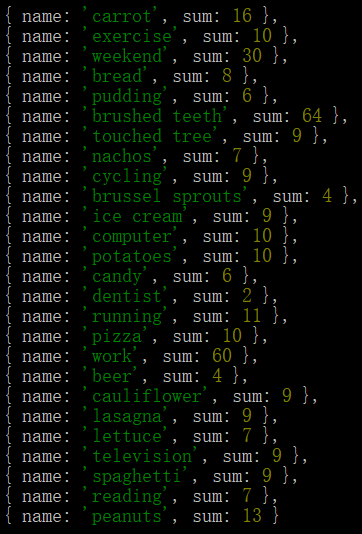 { name: 'carrot', sum: 16 },
{ name: 'exercise', sum: 10 },
{ name: 'weekend', sum: 30 },
{ name: 'bread', sum: 8 },
{ name: 'pudding', sum: 6 },
{ name: 'brushed teeth', sum: 64 },
{ name: 'touched tree', sum: 9 },
{ name: 'nachos', sum: 7 },
{ name: 'cycling', sum: 9 },
{ name: 'brussel sprouts', sum: 4 },
{ name: 'ice cream', sum: 9 },
{ name: 'computer', sum: 10 },
{ name: 'potatoes', sum: 10 },
{ name: 'candy', sum: 6 },
{ name: 'dentist', sum: 2 },
{ name: 'running', sum: 11 },
{ name: 'pizza', sum: 10 },
{ name: 'work', sum: 60 },
{ name: 'beer', sum: 4 },
{ name: 'cauliflower', sum: 9 },
{ name: 'lasagna', sum: 9 },
{ name: 'lettuce', sum: 7 },
{ name: 'television', sum: 9 },
{ name: 'spaghetti', sum: 9 },
{ name: 'reading', sum: 7 },
{ name: 'peanuts', sum: 13 }